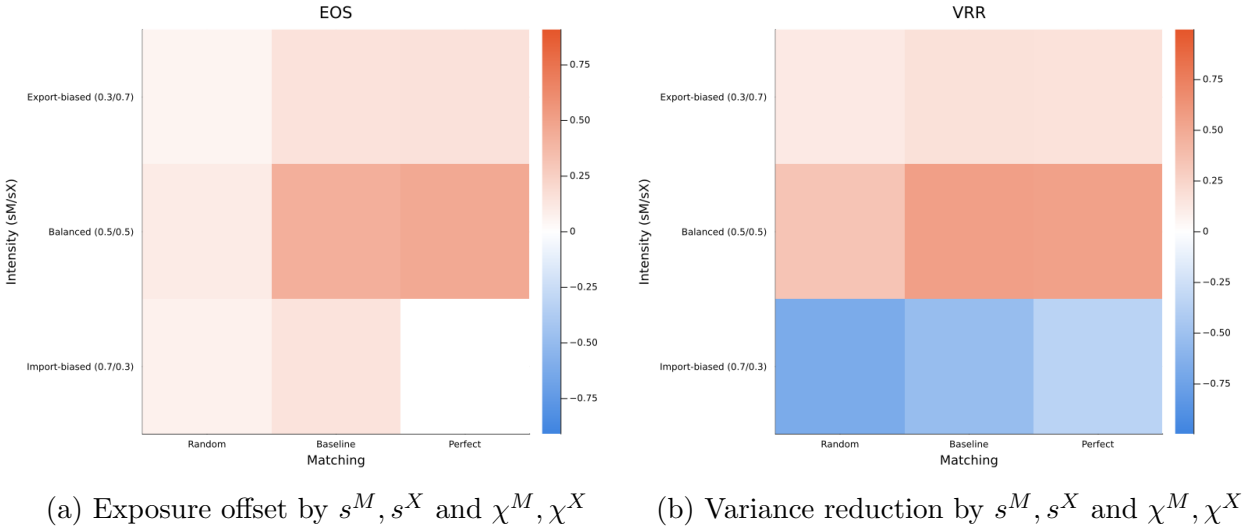 EOS
Intensity (sM/sX)
Export-biased (0.3/0.7)
Balanced (0.5/0.5)
Import-biased (0.7/0.3)
Random
Baseline
Perfect
Matching
0.75
0.50
0.25
0
−0.25
−0.50
−0.75
(a) Exposure offset by s^M, s^X and χ^M, χ^X
VRR
Intensity (sM/sX)
Export-biased (0.3/0.7)
Balanced (0.5/0.5)
Import-biased (0.7/0.3)
Random
Baseline
Perfect
Matching
0.75
0.50
0.25
0
−0.25
−0.50
−0.75
(b) Variance reduction by s^M, s^X and χ^M, χ^X